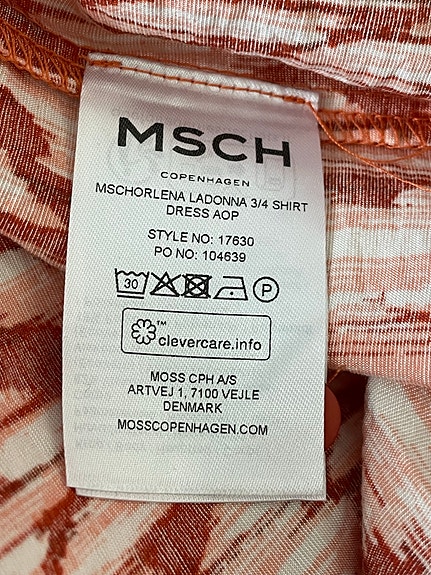 MSCH
COPENHAGEN
MSCHORLENA LADONNA 3/4 SHIRT
DRESS AOP
STYLE NO: 17630
PO NO: 104639
30 P
™
clevercare.info
MOSS CPH A/S
ARTVEJ 1, 7100 VEJLE
DENMARK
MOSSCOPENHAGEN.COM